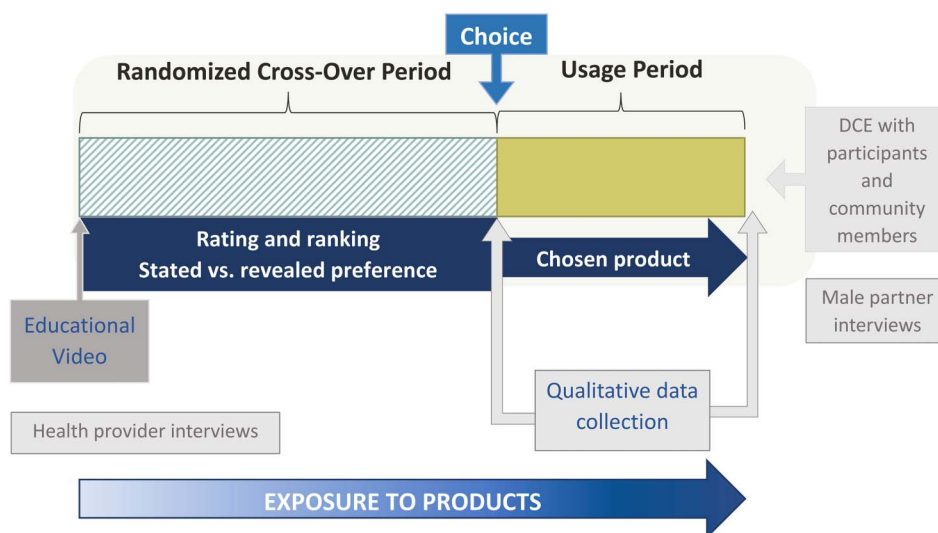 Choice
Randomized Cross-Over Period
Usage Period
DCE with
participants
and
community
members
Rating and ranking
Stated vs. revealed preference
Chosen product
Educational
Video
Male partner
interviews
Qualitative data
collection
Health provider interviews
EXPOSURE TO PRODUCTS